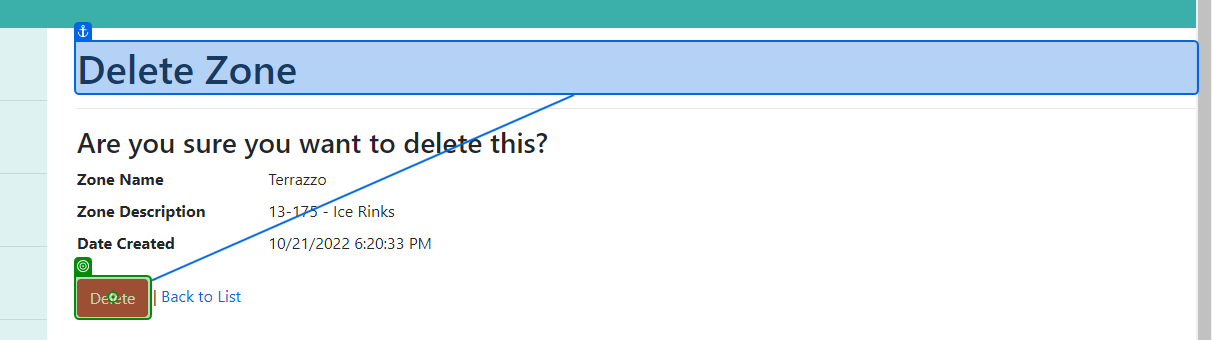 Delete Zone
Are you sure you want to delete this?
Zone Name Terrazzo
Zone Description 13-175 - Ice Rinks
Date Created 10/21/2022 6:20:33 PM
Delete | Back to List